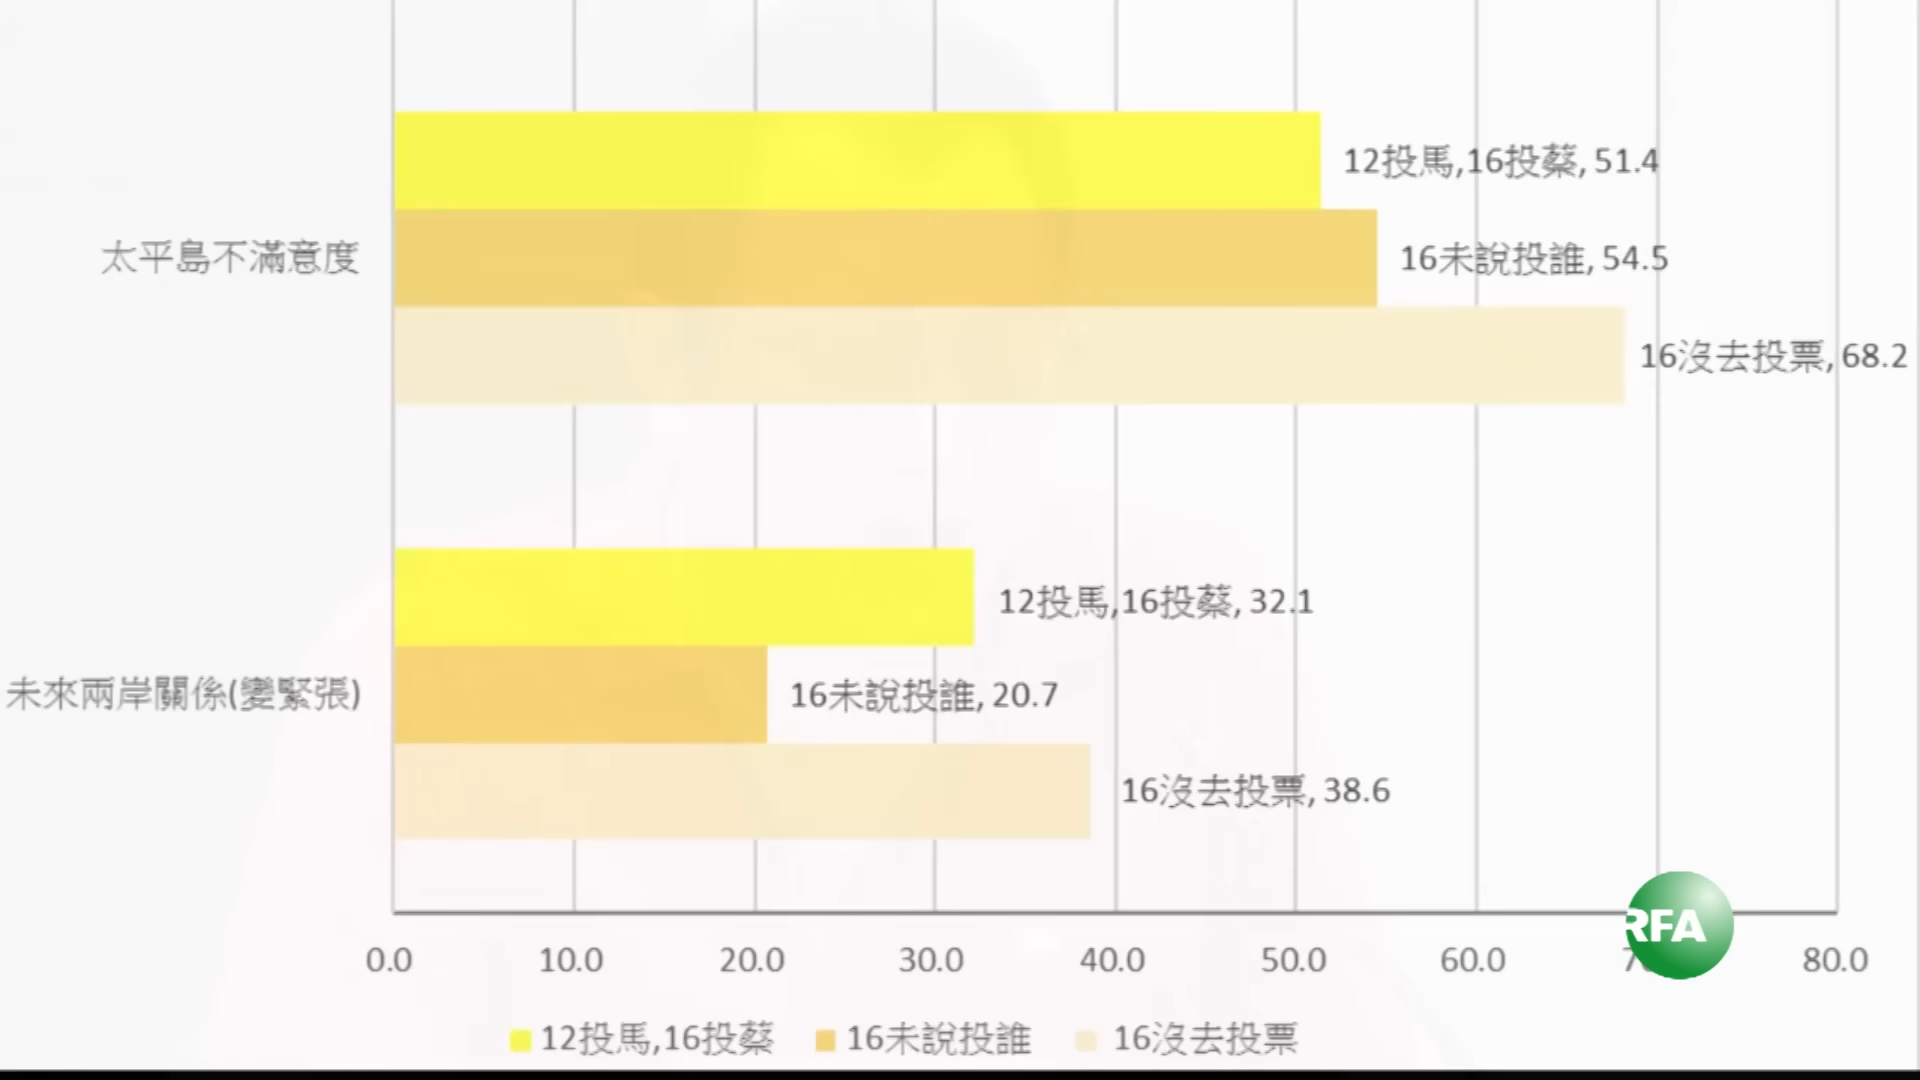 12投馬,16投蔡, 51.4
太平島不滿意度
16未說投誰, 54.5
16沒去投票, 68.2
12投馬,16投蔡, 32.1
未來兩岸關係(變緊張)
16未說投誰, 20.7
16沒去投票, 38.6
RFA
0.0 10.0 20.0 30.0 40.0 50.0 60.0 80.0
12投馬,16投蔡 16未說投誰 16沒去投票